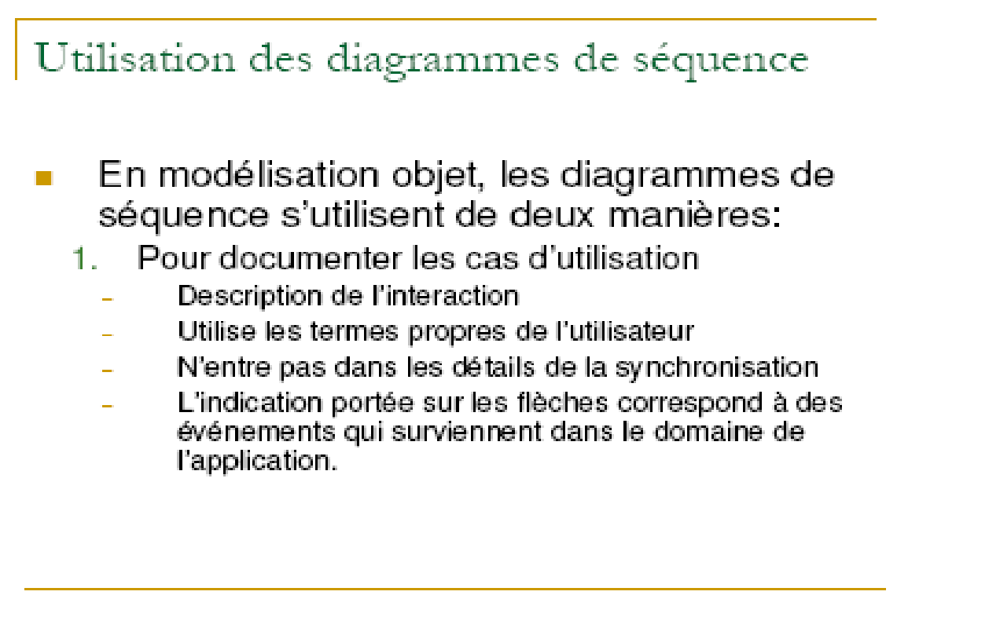 Utilisation des diagrammes de séquence
En modélisation objet, les diagrammes de
séquence s'utilisent de deux manières:
1. Pour documenter les cas d'utilisation
– Description de l'interaction
– Utilise les termes propres de l'utilisateur
– N'entre pas dans les détails de la synchronisation
– L'indication portée sur les flèches correspond à des
événements qui surviennent dans le domaine de
l'application.